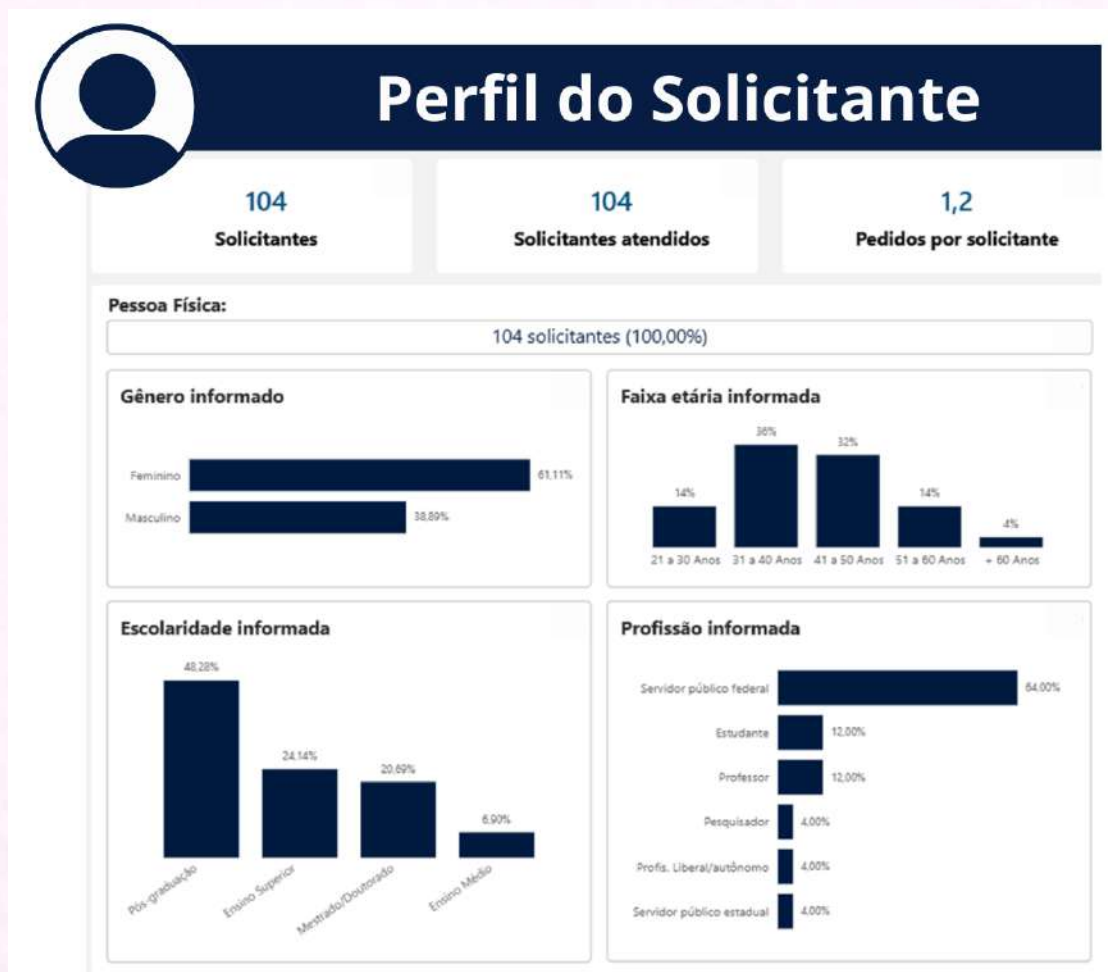 Perfil do Solicitante
104
Solicitantes
104
Solicitantes atendidos
1,2
Pedidos por solicitante
Pessoa Física:
104 solicitantes (100,00%)
Gênero informado
Feminino
61,11%
Masculino
38,89%
Faixa etária informada
14%
36%
32%
14%
4%
21 a 30 Anos
31 a 40 Anos
41 a 50 Anos
51 a 60 Anos
+ 60 Anos
Escolaridade informada
48,28%
24,14%
20,69%
6,90%
Pós-graduação
Ensino Superior
Mestrado/Doutorado
Ensino Médio
Profissão informada
Servidor público federal
64,00%
Estudante
12,00%
Professor
12,00%
Pesquisador
4,00%
Profis. Liberal/autônomo
4,00%
Servidor público estadual
4,00%